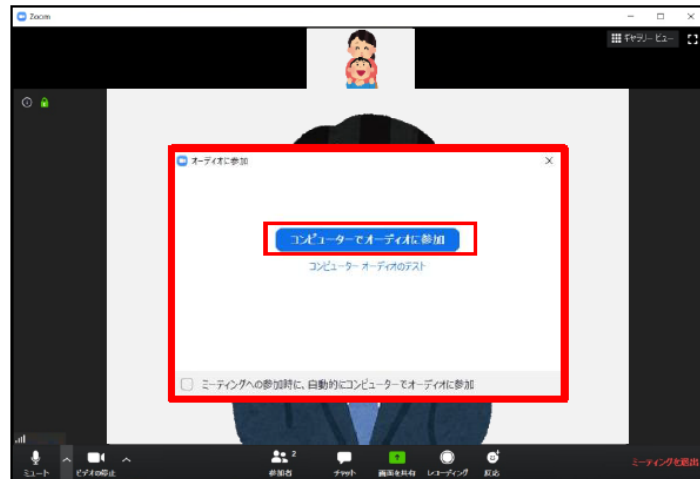 Zoom
ギャラリー ビュー
オーディオに参加
コンピューターでオーディオに参加
コンピューター オーディオのテスト
ミーティングへの参加時に、自動的にコンピューターでオーディオに参加
ミュート
ビデオの停止
2
参加者
チャット
画面を共有
レコーディング
反応
ミーティングを退出